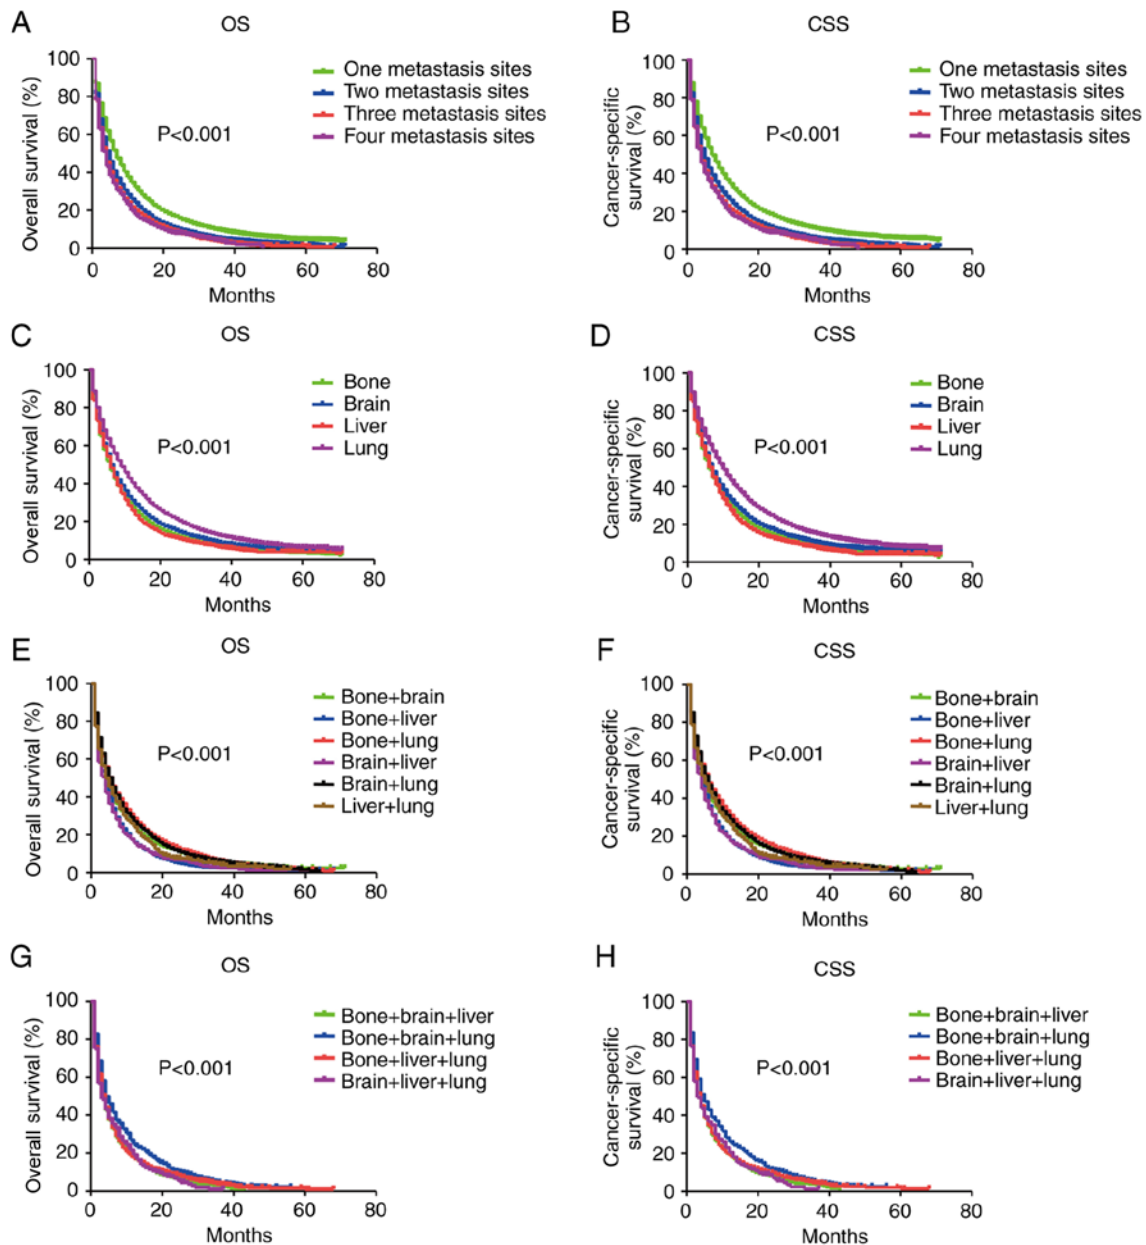 A
OS
Overall survival (%)
100
80
60
40
20
0
P<0.001
One metastasis sites
Two metastasis sites
Three metastasis sites
Four metastasis sites
0 20 40 60 80
Months
B
CSS
Cancer-specific
survival (%)
100
80
60
40
20
0
P<0.001
One metastasis sites
Two metastasis sites
Three metastasis sites
Four metastasis sites
0 20 40 60 80
Months
C
OS
Overall survival (%)
100
80
60
40
20
0
P<0.001
Bone
Brain
Liver
Lung
0 20 40 60 80
Months
D
CSS
Cancer-specific
survival (%)
100
80
60
40
20
0
P<0.001
Bone
Brain
Liver
Lung
0 20 40 60 80
Months
E
OS
Overall survival (%)
100
80
60
40
20
0
P<0.001
Bone+brain
Bone+liver
Bone+lung
Brain+liver
Brain+lung
Liver+lung
0 20 40 60 80
Months
F
CSS
Cancer-specific
survival (%)
100
80
60
40
20
0
P<0.001
Bone+brain
Bone+liver
Bone+lung
Brain+liver
Brain+lung
Liver+lung
0 20 40 60 80
Months
G
OS
Overall survival (%)
100
80
60
40
20
0
P<0.001
Bone+brain+liver
Bone+brain+lung
Bone+liver+lung
Brain+liver+lung
0 20 40 60 80
Months
H
CSS
Cancer-specific
survival (%)
100
80
60
40
20
0
P<0.001
Bone+brain+liver
Bone+brain+lung
Bone+liver+lung
Brain+liver+lung
0 20 40 60 80
Months